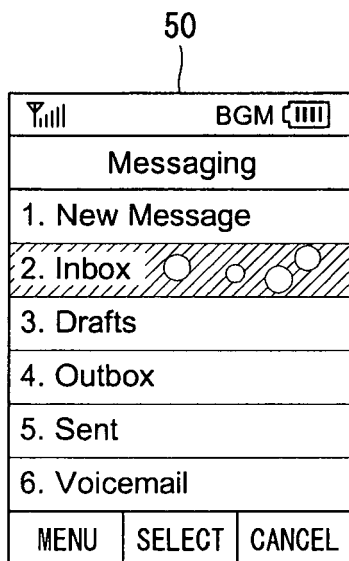 50
BGM
Messaging
1. New Message
2. Inbox
3. Drafts
4. Outbox
5. Sent
6. Voicemail
MENU SELECT CANCEL